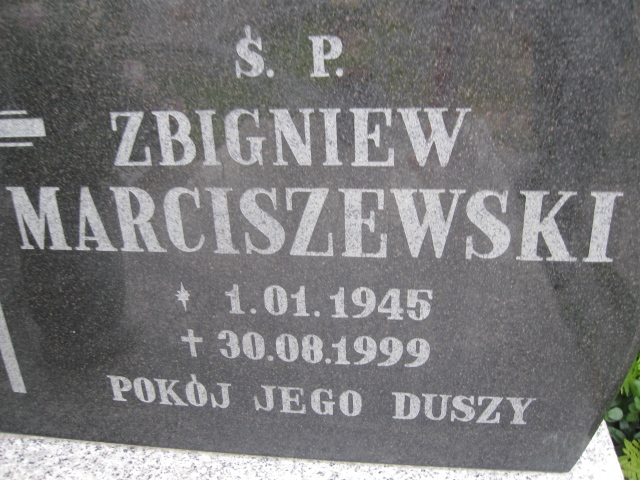 Ś. P.
ZBIGNIEW
MARCISZEWSKI
* 1.01.1945
✝ 30.08.1999
POKÓJ JEGO DUSZY